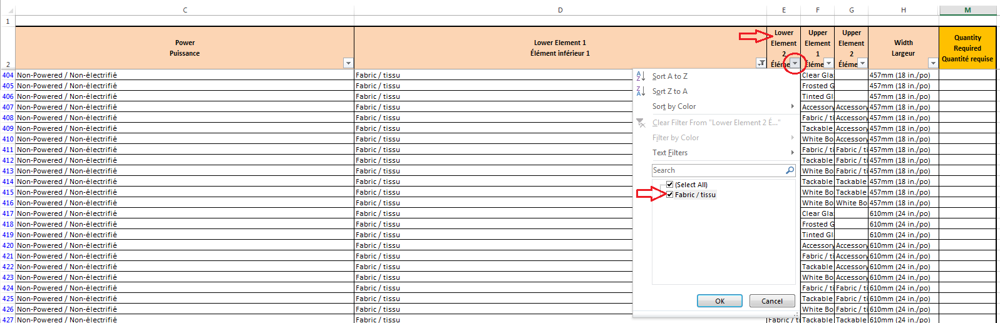 C D E F G H M
1
Power
Puissance
Lower Element 1
Élément inférieur 1
Lower
Element
2
Éléme
Upper
Element
1
Éléme
Upper
Element
2
Éléme
Width
Largeur
Quantity
Required
Quantité requise
2
404 Non-Powered / Non-électrifié Fabric / tissu Clear Gla 457mm (18 in./po)
405 Non-Powered / Non-électrifié Fabric / tissu Frosted G 457mm (18 in./po)
406 Non-Powered / Non-électrifié Fabric / tissu Tinted Gl 457mm (18 in./po)
407 Non-Powered / Non-électrifié Fabric / tissu Accessory Accessory 457mm (18 in./po)
408 Non-Powered / Non-électrifié Fabric / tissu Fabric / ti Accessory 457mm (18 in./po)
409 Non-Powered / Non-électrifié Fabric / tissu Tackable Accessory 457mm (18 in./po)
410 Non-Powered / Non-électrifié Fabric / tissu White Bo Accessory 457mm (18 in./po)
411 Non-Powered / Non-électrifié Fabric / tissu Fabric / ti Fabric / ti 457mm (18 in./po)
412 Non-Powered / Non-électrifié Fabric / tissu Tackable Fabric / ti 457mm (18 in./po)
413 Non-Powered / Non-électrifié Fabric / tissu White Bo Fabric / ti 457mm (18 in./po)
414 Non-Powered / Non-électrifié Fabric / tissu Tackable Tackable 457mm (18 in./po)
415 Non-Powered / Non-électrifié Fabric / tissu White Bo Tackable 457mm (18 in./po)
416 Non-Powered / Non-électrifié Fabric / tissu White Bo White Bo 457mm (18 in./po)
417 Non-Powered / Non-électrifié Fabric / tissu Clear Gla 610mm (24 in./po)
418 Non-Powered / Non-électrifié Fabric / tissu Frosted G 610mm (24 in./po)
419 Non-Powered / Non-électrifié Fabric / tissu Tinted Gl 610mm (24 in./po)
420 Non-Powered / Non-électrifié Fabric / tissu Accessory Accessory 610mm (24 in./po)
421 Non-Powered / Non-électrifié Fabric / tissu Fabric / ti Accessory 610mm (24 in./po)
422 Non-Powered / Non-électrifié Fabric / tissu Tackable Accessory 610mm (24 in./po)
423 Non-Powered / Non-électrifié Fabric / tissu White Bo Accessory 610mm (24 in./po)
424 Non-Powered / Non-électrifié Fabric / tissu Fabric / ti Fabric / ti 610mm (24 in./po)
425 Non-Powered / Non-électrifié Fabric / tissu Tackable Fabric / ti 610mm (24 in./po)
426 Non-Powered / Non-électrifié Fabric / tissu White Bo Fabric / ti 610mm (24 in./po)
427 Non-Powered / Non-électrifié Fabric / tissu Fabric / ti Tackable Tackable 610mm (24 in./po)
Sort A to Z
Sort Z to A
Sort by Color
Clear Filter From "Lower Element 2 É..."
Filter by Color
Text Filters
Search
(Select All)
Fabric / tissu
OK Cancel